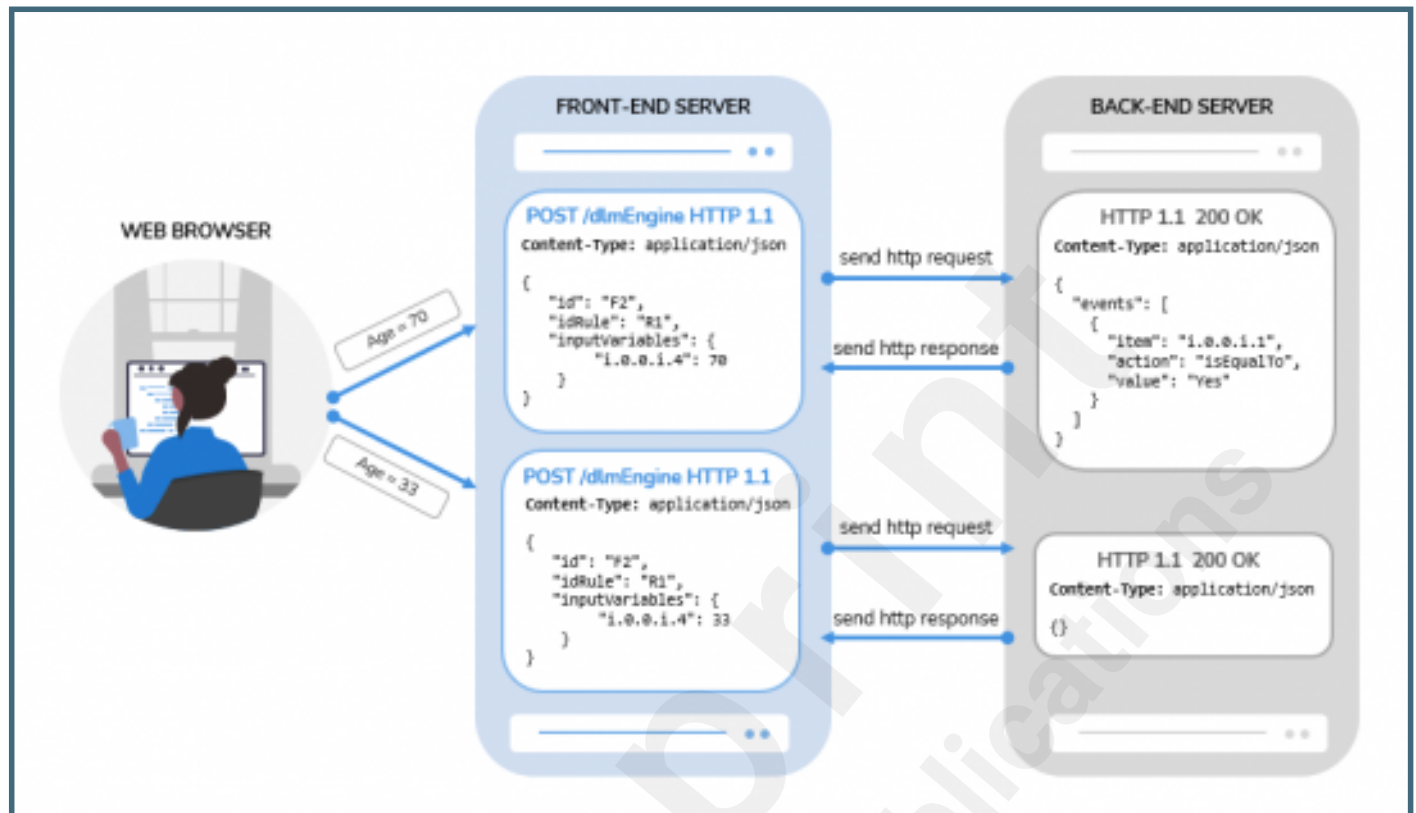 FRONT-END SERVER
BACK-END SERVER
WEB BROWSER
Age = 70
Age = 33
POST /dlmEngine HTTP 1.1
Content-Type: application/json
{
"id": "F2",
"idRule": "R1",
"inputVariables": {
"i.0.0.i.4": 70
}
}
POST /dlmEngine HTTP 1.1
Content-Type: application/json
{
"id": "F2",
"idRule": "R1",
"inputVariables": {
"i.0.0.i.4": 33
}
}
send http request
send http response
send http request
send http response
HTTP 1.1 200 OK
Content-Type: application/json
{
"events": [
{
"item": "i.0.0.i.1",
"action": "isEqualTo",
"value": "Yes"
}
]
}
HTTP 1.1 200 OK
Content-Type: application/json
{}
print
blications